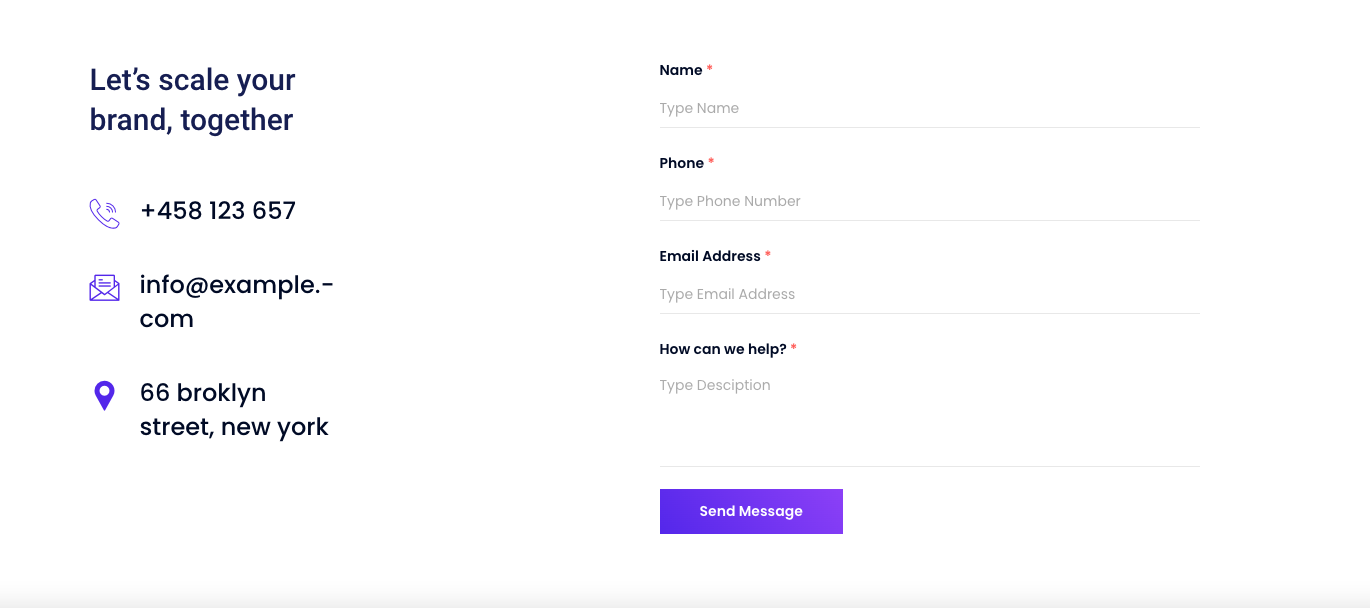 Let’s scale your
brand, together
+458 123 657
info@example.-
com
66 broklyn
street, new york
Name *
Type Name
Phone *
Type Phone Number
Email Address *
Type Email Address
How can we help? *
Type Desciption
Send Message